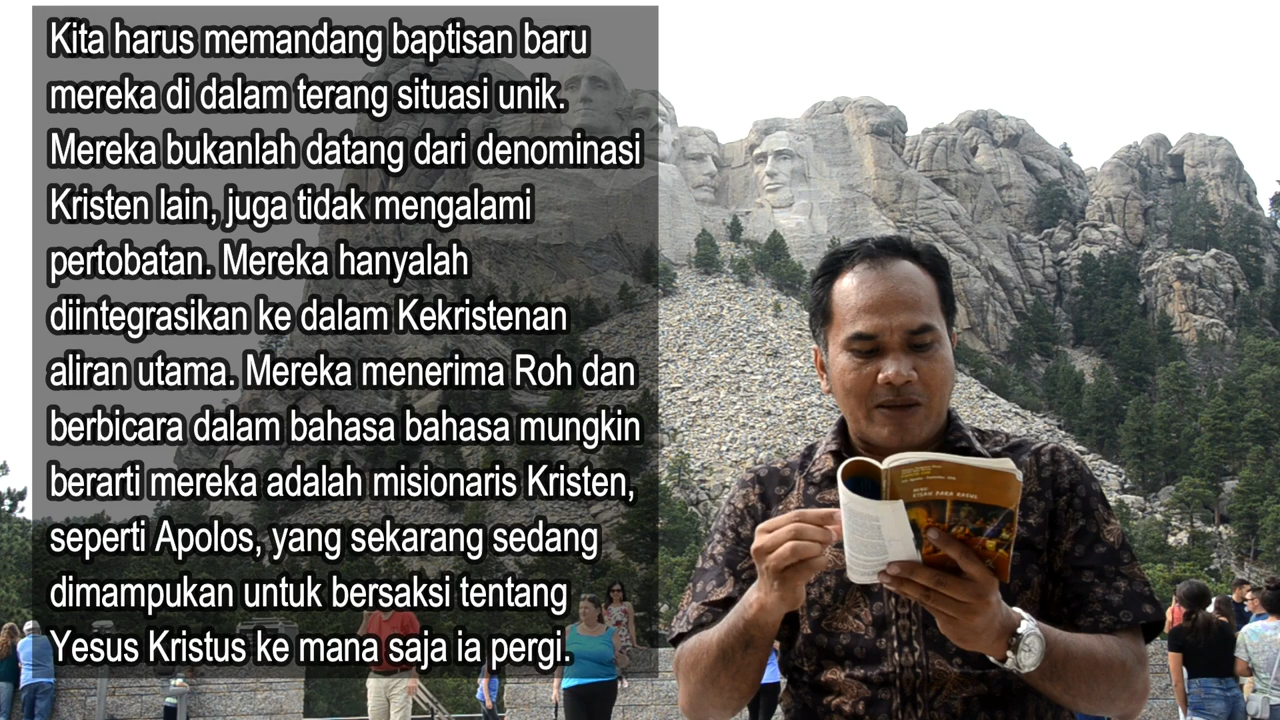 Kita harus memandang baptisan baru
mereka di dalam terang situasi unik.
Mereka bukanlah datang dari denominasi
Kristen lain, juga tidak mengalami
pertobatan. Mereka hanyalah
diintegrasikan ke dalam Kekristenan
aliran utama. Mereka menerima Roh dan
berbicara dalam bahasa bahasa mungkin
berarti mereka adalah misionaris Kristen,
seperti Apolos, yang sekarang sedang
dimampukan untuk bersaksi tentang
Yesus Kristus ke mana saja ia pergi.
KISAH PARA RASUL